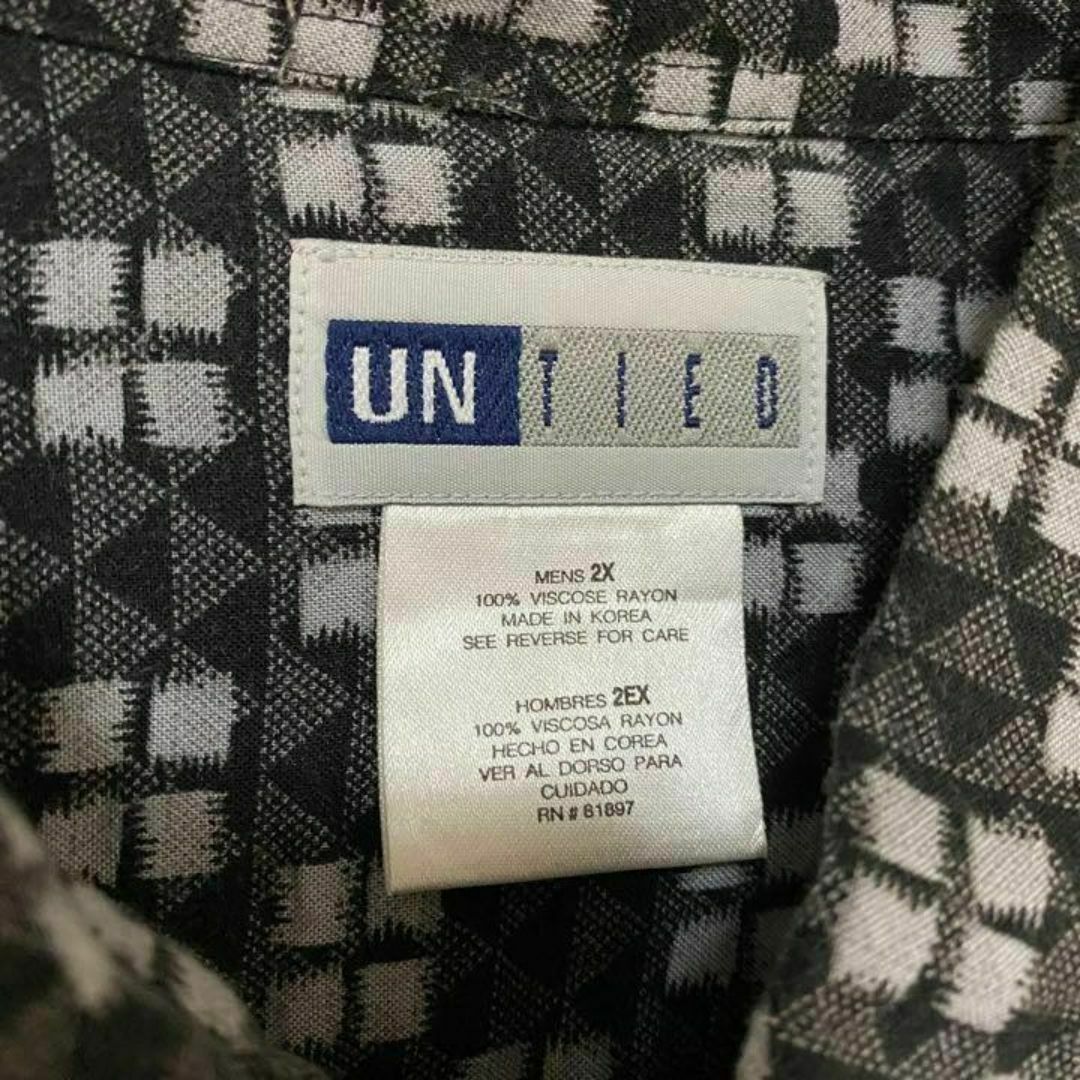 UNTIED
MENS 2X
100% VISCOSE RAYON
MADE IN KOREA
SEE REVERSE FOR CARE
HOMBRES 2EX
100% VISCOSA RAYON
HECHO EN COREA
VER AL DORSO PARA
CUIDADO
RN # 81897